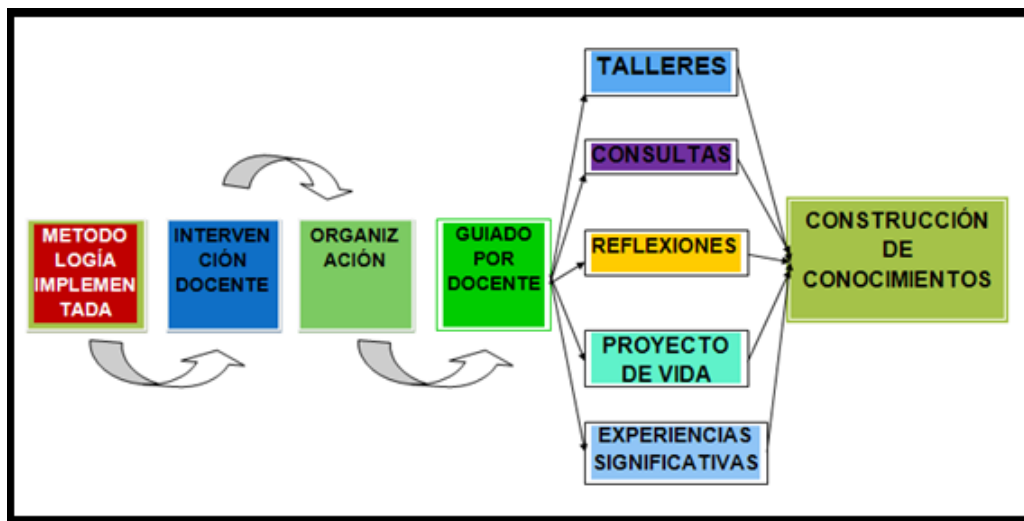 METODO
LOGÍA
IMPLEMEN
TADA
INTERVEN
CIÓN
DOCENTE
ORGANIZ
ACIÓN
GUIADO
POR
DOCENTE
TALLERES
CONSULTAS
REFLEXIONES
PROYECTO
DE VIDA
EXPERIENCIAS
SIGNIFICATIVAS
CONSTRUCCIÓN
DE
CONOCIMIENTOS